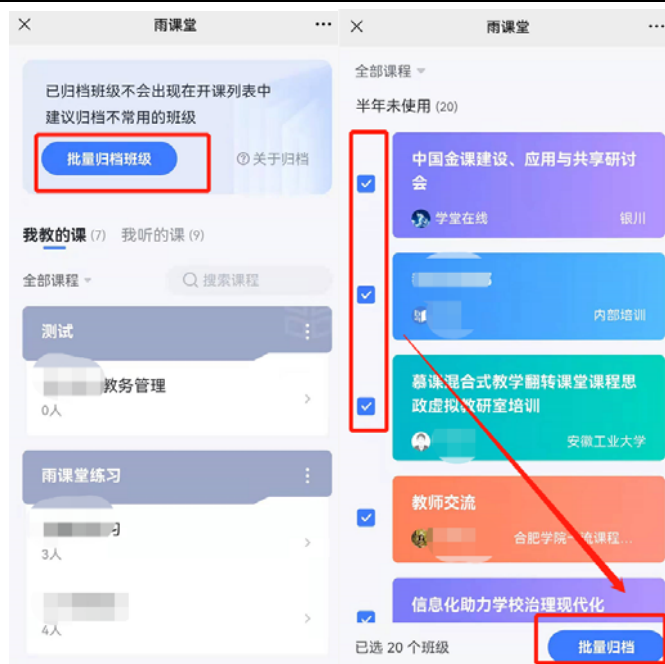 雨课堂
已归档班级不会出现在开课列表中
建议归档不常用的班级
批量归档班级
关于归档
我教的课 (7) 我听的课 (9)
全部课程
搜索课程
测试
教务管理
0人
雨课堂练习
习
3人
4人
雨课堂
全部课程
半年未使用 (20)
中国金课建设、应用与共享研讨
会
学堂在线
银川
内部培训
慕课混合式教学翻转课堂课程思
政虚拟教研室培训
安徽工业大学
教师交流
合肥学院一流课程...
信息化助力学校治理现代化
已选 20 个班级
批量归档